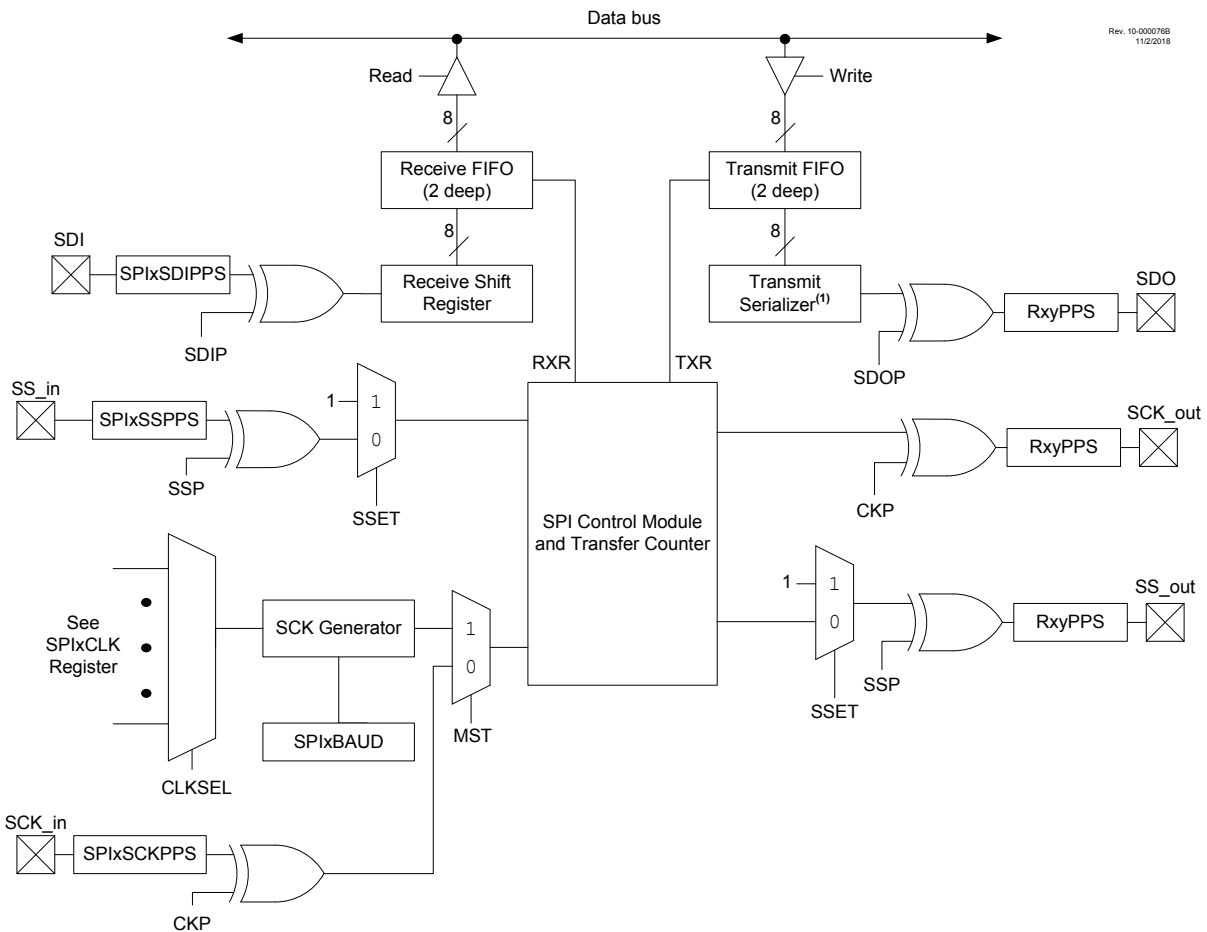 Data bus
Rev. 10-000076B
11/2/2018
Read
Write
8
8
Receive FIFO
(2 deep)
Transmit FIFO
(2 deep)
8
8
SDI
SPIxSDIPPS
Receive Shift
Register
Transmit
Serializer(1)
SDO
RxyPPS
SDIP
SDOP
RXR
TXR
SS_in
SPIxSSPPS
1
1
0
SSP
SSET
SCK_out
RxyPPS
CKP
SPI Control Module
and Transfer Counter
See
SPIxCLK
Register
SCK Generator
1
0
SPIxBAUD
MST
CLKSEL
1
1
0
SS_out
RxyPPS
SSP
SSET
SCK_in
SPIxSCKPPS
CKP